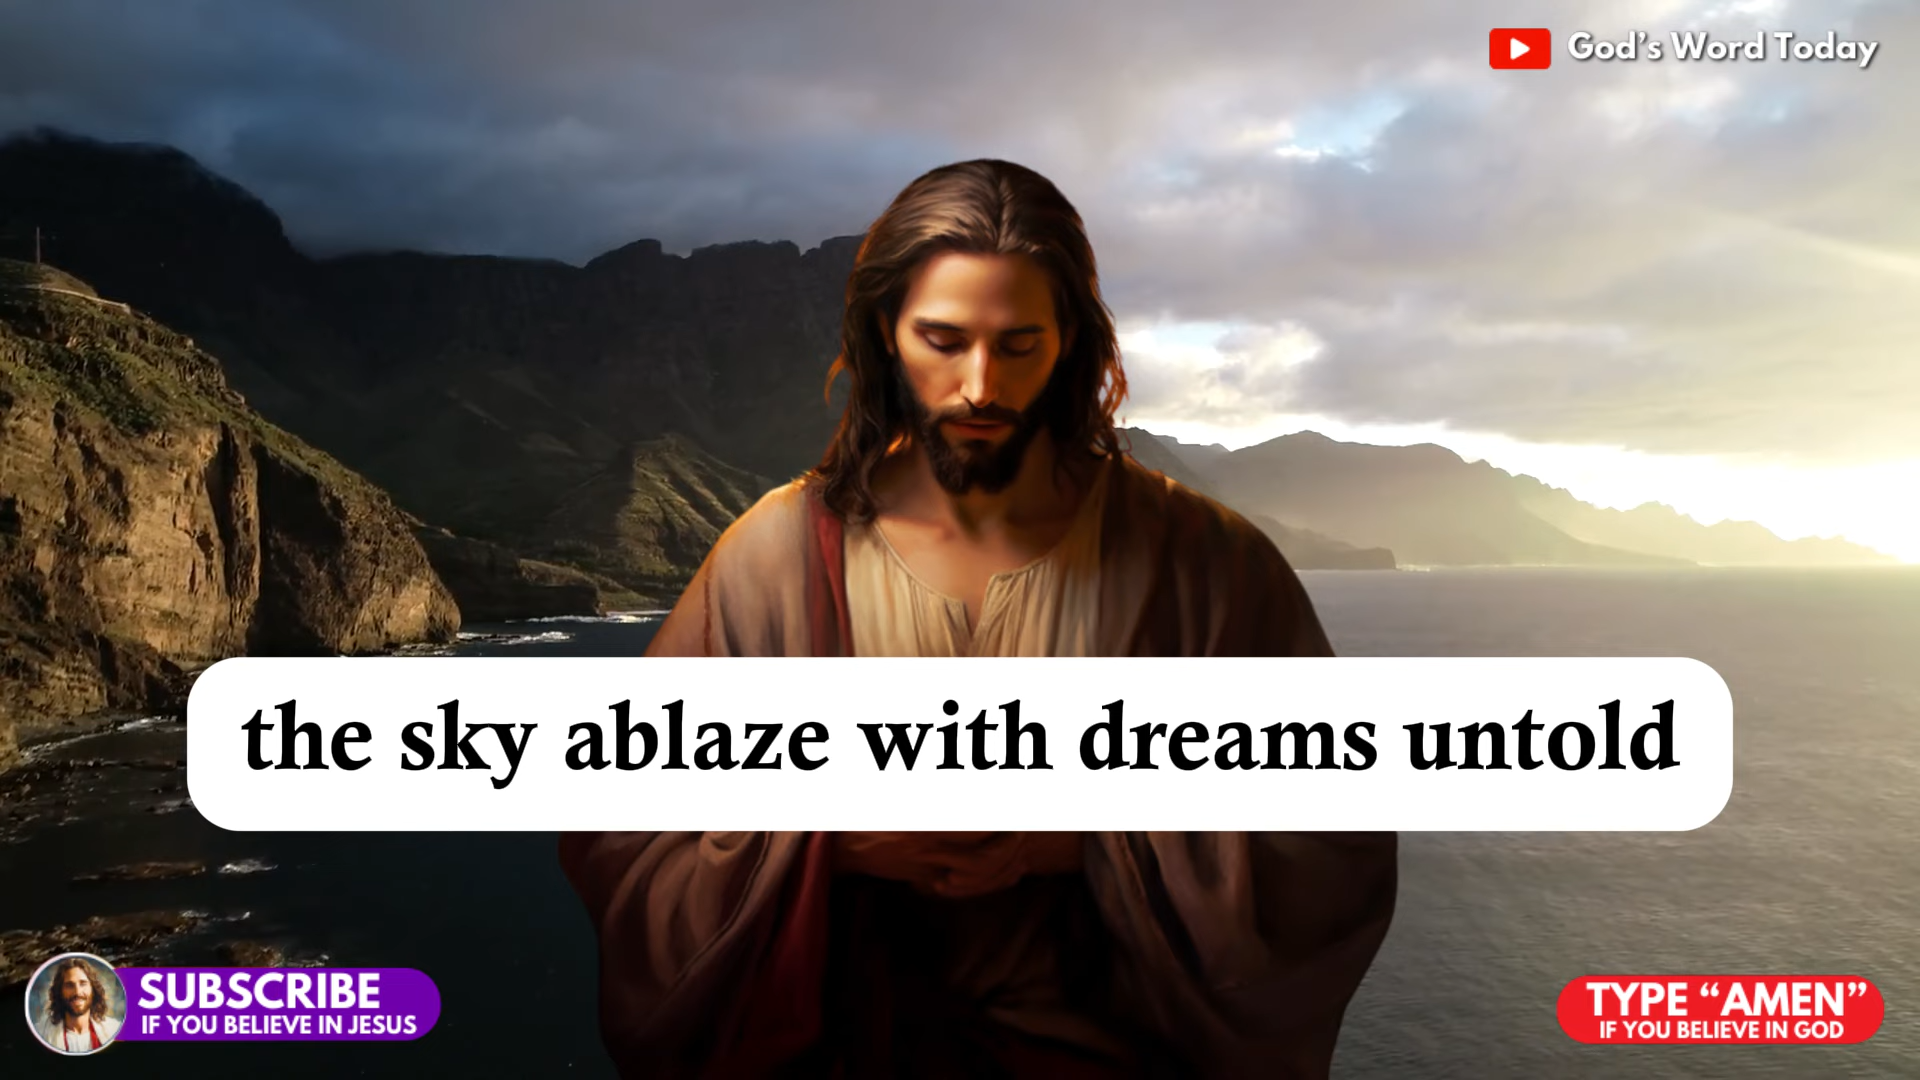 God's Word Today
the sky ablaze with dreams untold
SUBSCRIBE
IF YOU BELIEVE IN JESUS
TYPE “AMEN”
IF YOU BELIEVE IN GOD